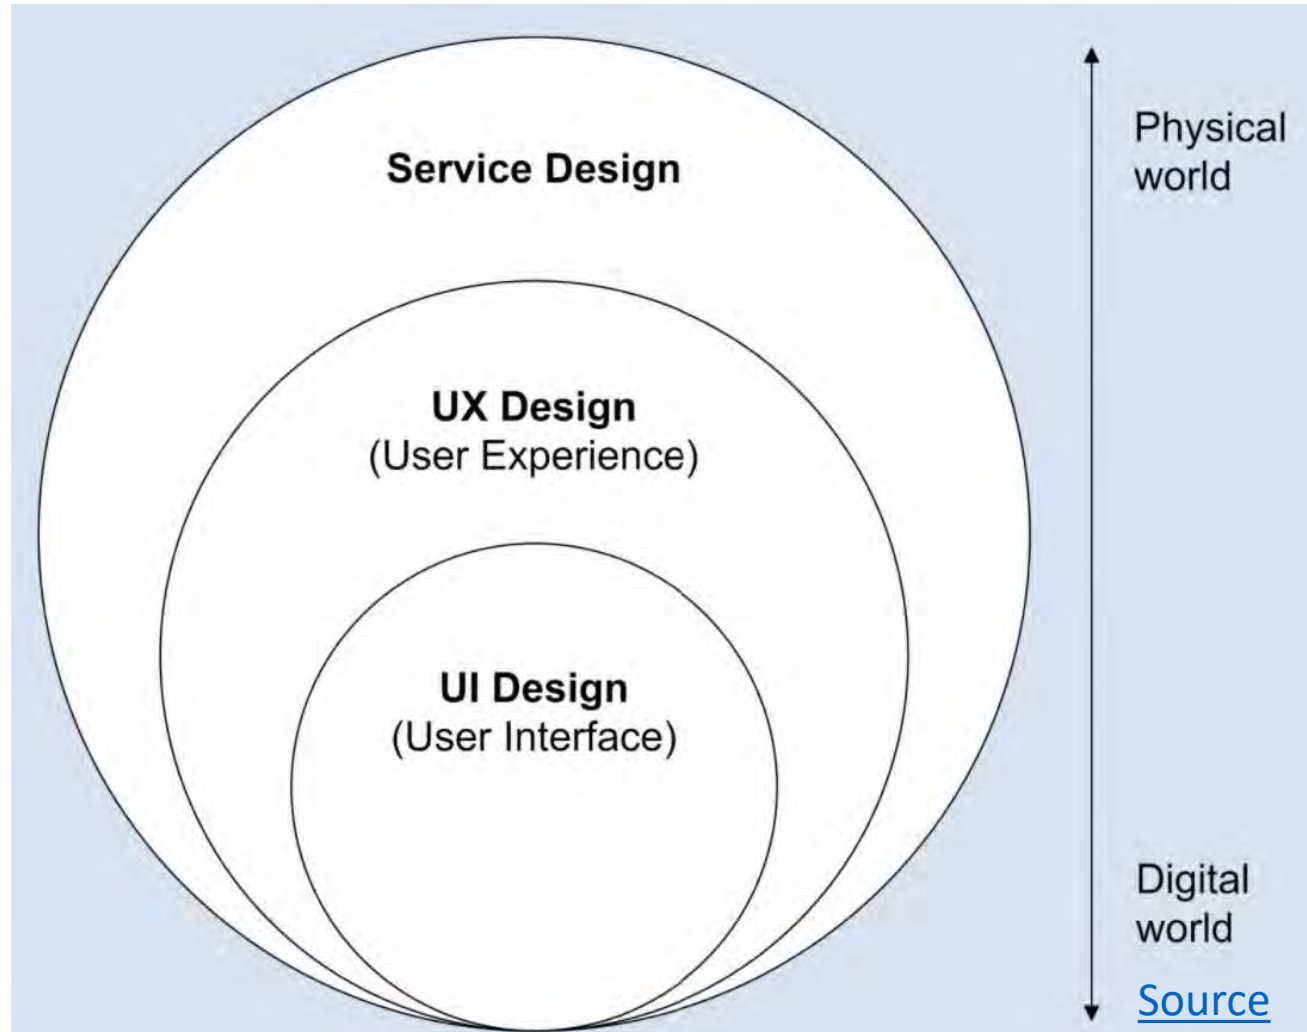 Service Design
UX Design
(User Experience)
UI Design
(User Interface)
Physical
world
Digital
world
Source